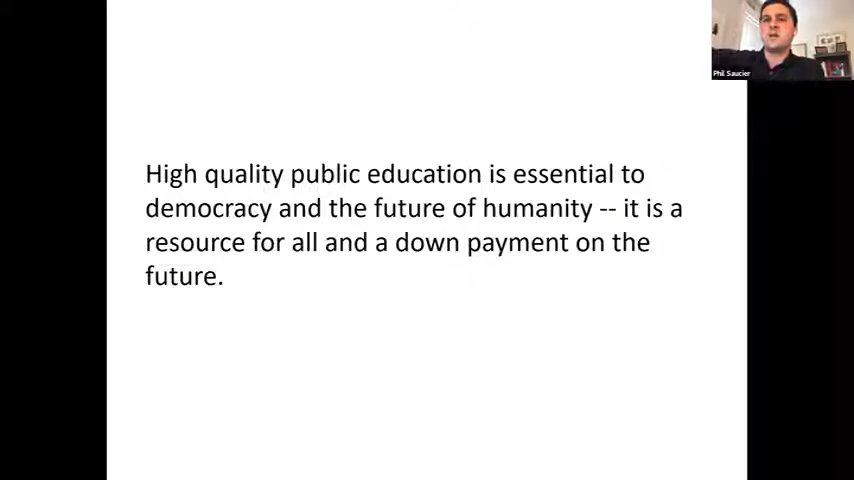 Phil Saucier
High quality public education is essential to
democracy and the future of humanity -- it is a
resource for all and a down payment on the
future.